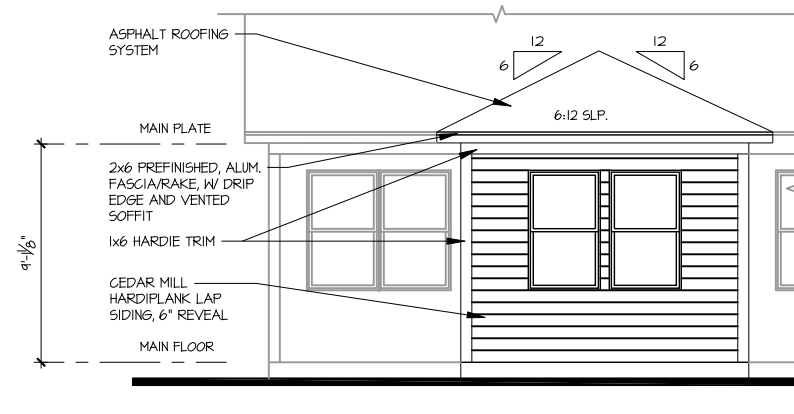 ASPHALT ROOFING
SYSTEM
12
6
12
6
6:12 SLP.
MAIN PLATE
2x6 PREFINISHED, ALUM.
FASCIA/RAKE, W/ DRIP
EDGE AND VENTED
SOFFIT
1x6 HARDIE TRIM
9'-1 1/8"
CEDAR MILL
HARDIPLANK LAP
SIDING, 6" REVEAL
MAIN FLOOR